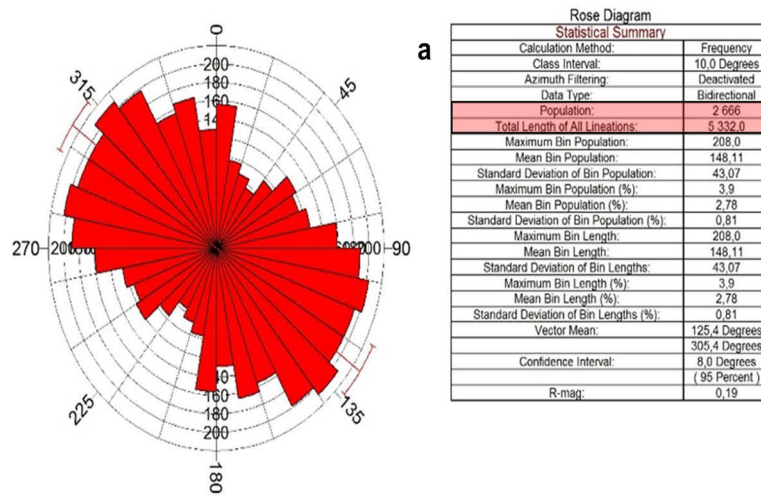 0
200
180
160
14
315
45
270
90
40
160
180
200
225
135
180
a
Rose Diagram
Statistical Summary
Calculation Method: Frequency
Class Interval: 10,0 Degrees
Azimuth Filtering: Deactivated
Data Type: Bidirectional
Population: 2 666
Total Length of All Lineations: 5 332,0
Maximum Bin Population: 208,0
Mean Bin Population: 148,11
Standard Deviation of Bin Population: 43,07
Maximum Bin Population (%): 3,9
Mean Bin Population (%): 2,78
Standard Deviation of Bin Population (%): 0,81
Maximum Bin Length: 208,0
Mean Bin Length: 148,11
Standard Deviation of Bin Lengths: 43,07
Maximum Bin Length (%): 3,9
Mean Bin Length (%): 2,78
Standard Deviation of Bin Lengths (%): 0,81
Vector Mean: 125,4 Degrees
305,4 Degrees
Confidence Interval: 8,0 Degrees
( 95 Percent )
R-mag: 0,19